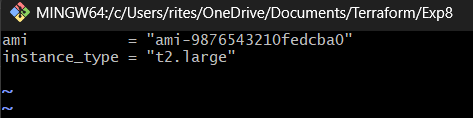 MINGW64:/c/Users/rites/OneDrive/Documents/Terraform/Exp8
ami           = "ami-9876543210fedcba0"
instance_type = "t2.large"
~
~